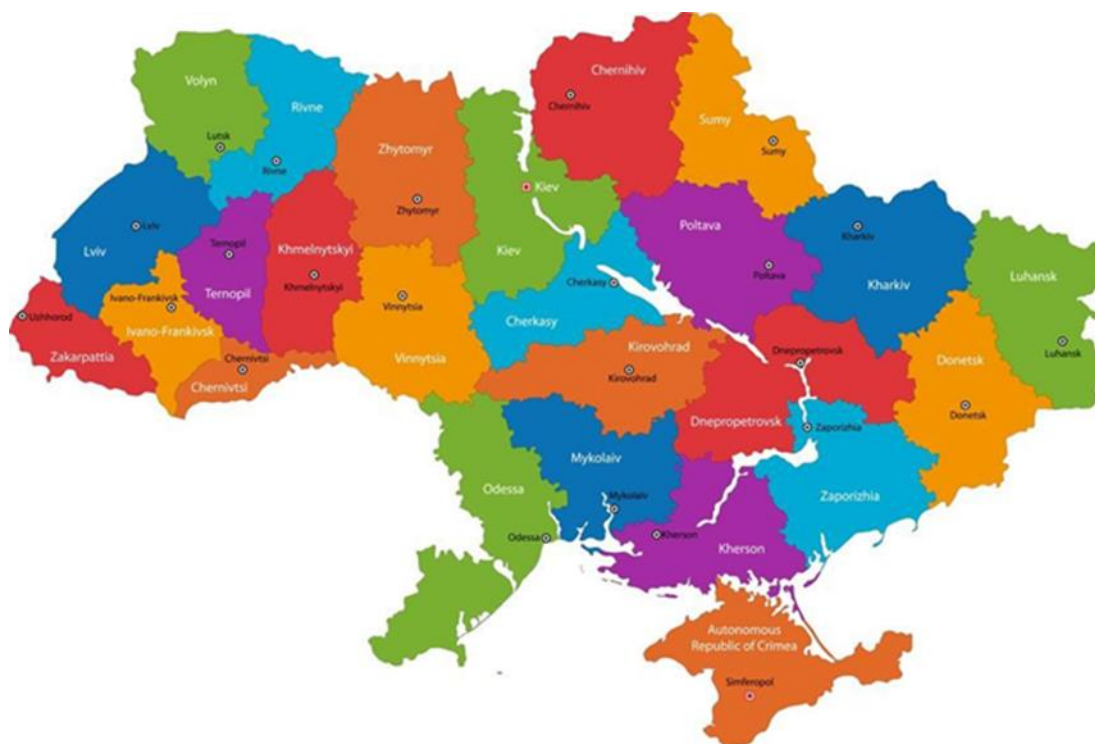 Chernihiv
Chernihiv
Volyn
Rivne
Sumy
Lutsk
Sumy
Zhytomyr
Rivne
Kiev
Zhytomyr
Lviv
Poltava
Kharkiv
Ternopil
Khmelnytskyi
Lviv
Kiev
Poltava
Luhansk
Khmelnytskyi
Cherkasy
Kharkiv
Ternopil
Ivano-Frankivsk
Vinnytsia
Uzhhorod
Cherkasy
Ivano-Frankivsk
Luhansk
Kirovohrad
Zakarpattia
Chernivtsi
Vinnytsia
Dnepropetrovsk
Donetsk
Kirovohrad
Chernivtsi
Donetsk
Dnepropetrovsk
Zaporizhia
Mykolaiv
Odessa
Mykolaiv
Zaporizhia
Odessa
Kherson
Kherson
Autonomous
Republic of Crimea
Simferopol